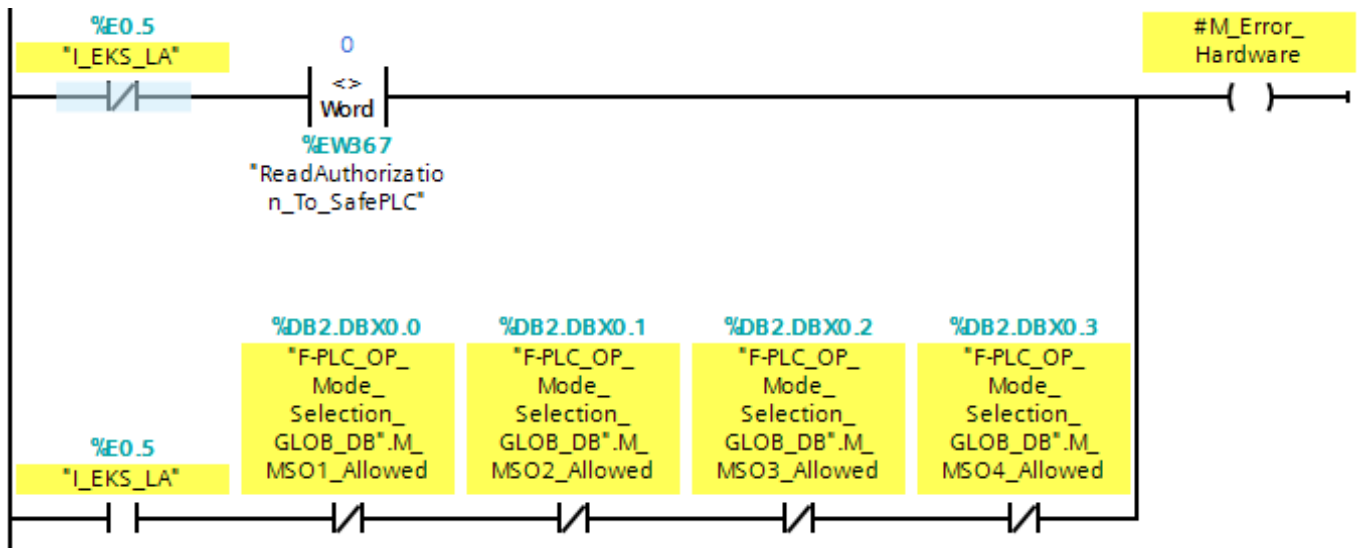 %E0.5
"I_EKS_LA"
0
<>
Word
%EW367
"ReadAuthorizatio
n_To_SafePLC"
#M_Error_
Hardware
%E0.5
"I_EKS_LA"
%DB2.DBX0.0
"F-PLC_OP_
Mode_
Selection_
GLOB_DB".M_
MSO1_Allowed
%DB2.DBX0.1
"F-PLC_OP_
Mode_
Selection_
GLOB_DB".M_
MSO2_Allowed
%DB2.DBX0.2
"F-PLC_OP_
Mode_
Selection_
GLOB_DB".M_
MSO3_Allowed
%DB2.DBX0.3
"F-PLC_OP_
Mode_
Selection_
GLOB_DB".M_
MSO4_Allowed